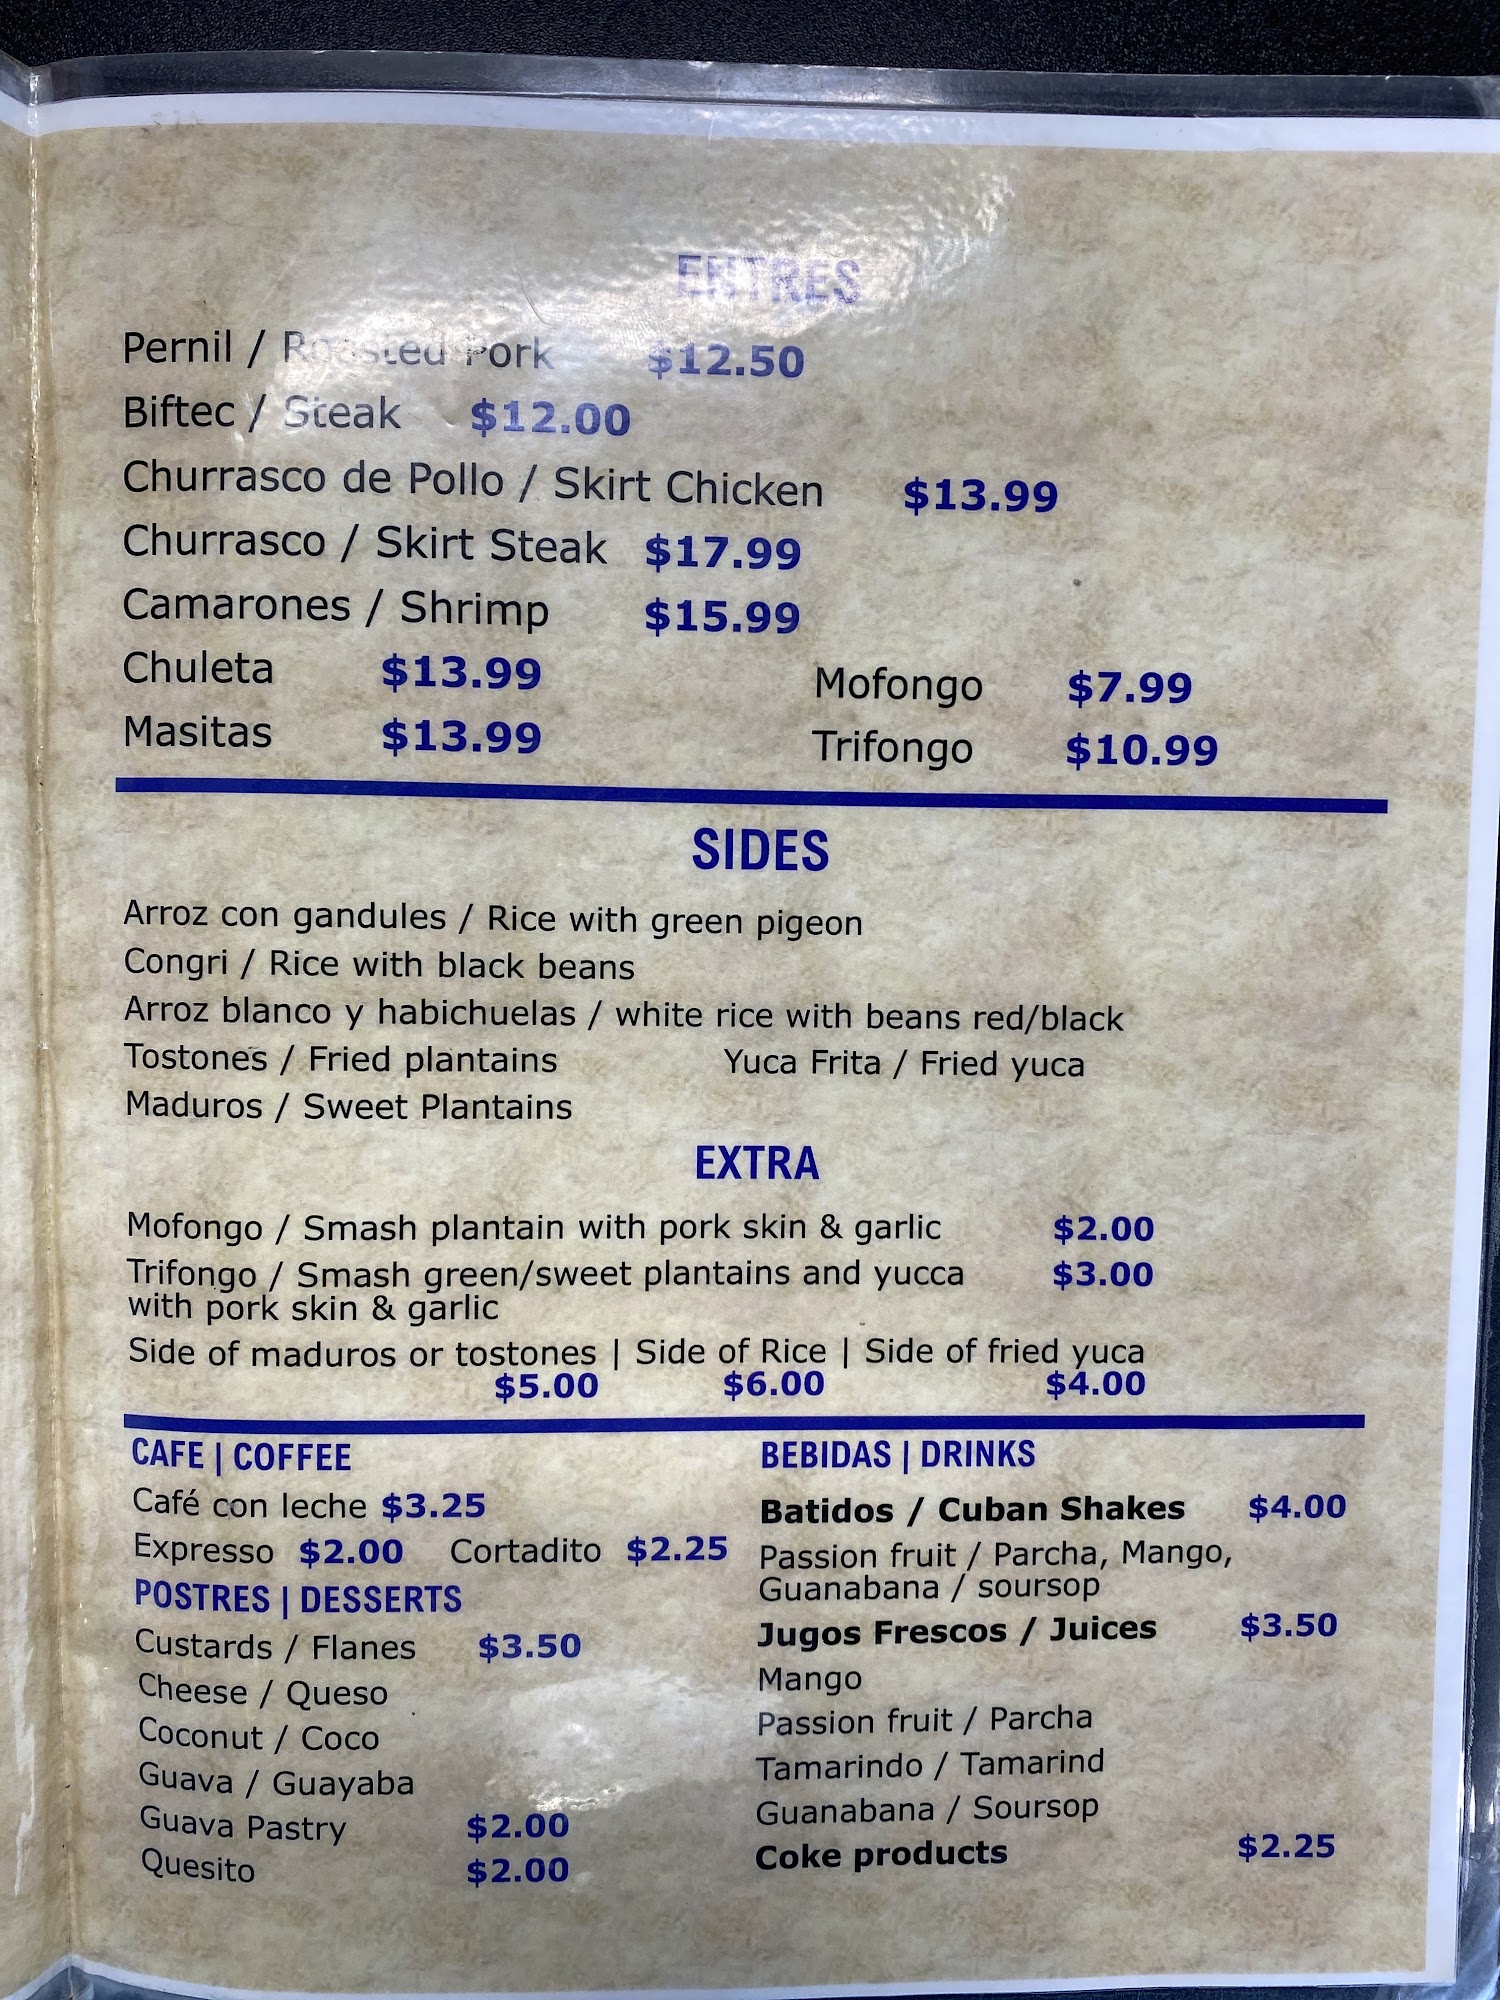 ENTRES
Pernil / Roasted Pork $12.50
Biftec / Steak $12.00
Churrasco de Pollo / Skirt Chicken $13.99
Churrasco / Skirt Steak $17.99
Camarones / Shrimp $15.99
Chuleta $13.99 Mofongo $7.99
Masitas $13.99 Trifongo $10.99
SIDES
Arroz con gandules / Rice with green pigeon
Congri / Rice with black beans
Arroz blanco y habichuelas / white rice with beans red/black
Tostones / Fried plantains Yuca Frita / Fried yuca
Maduros / Sweet Plantains
EXTRA
Mofongo / Smash plantain with pork skin & garlic $2.00
Trifongo / Smash green/sweet plantains and yucca $3.00
with pork skin & garlic
Side of maduros or tostones | Side of Rice | Side of fried yuca
$5.00 $6.00 $4.00
CAFE | COFFEE
Café con leche $3.25
Expresso $2.00 Cortadito $2.25
POSTRES | DESSERTS
Custards / Flanes $3.50
Cheese / Queso
Coconut / Coco
Guava / Guayaba
Guava Pastry $2.00
Quesito $2.00
BEBIDAS | DRINKS
Batidos / Cuban Shakes $4.00
Passion fruit / Parcha, Mango,
Guanabana / soursop
Jugos Frescos / Juices $3.50
Mango
Passion fruit / Parcha
Tamarindo / Tamarind
Guanabana / Soursop
Coke products $2.25